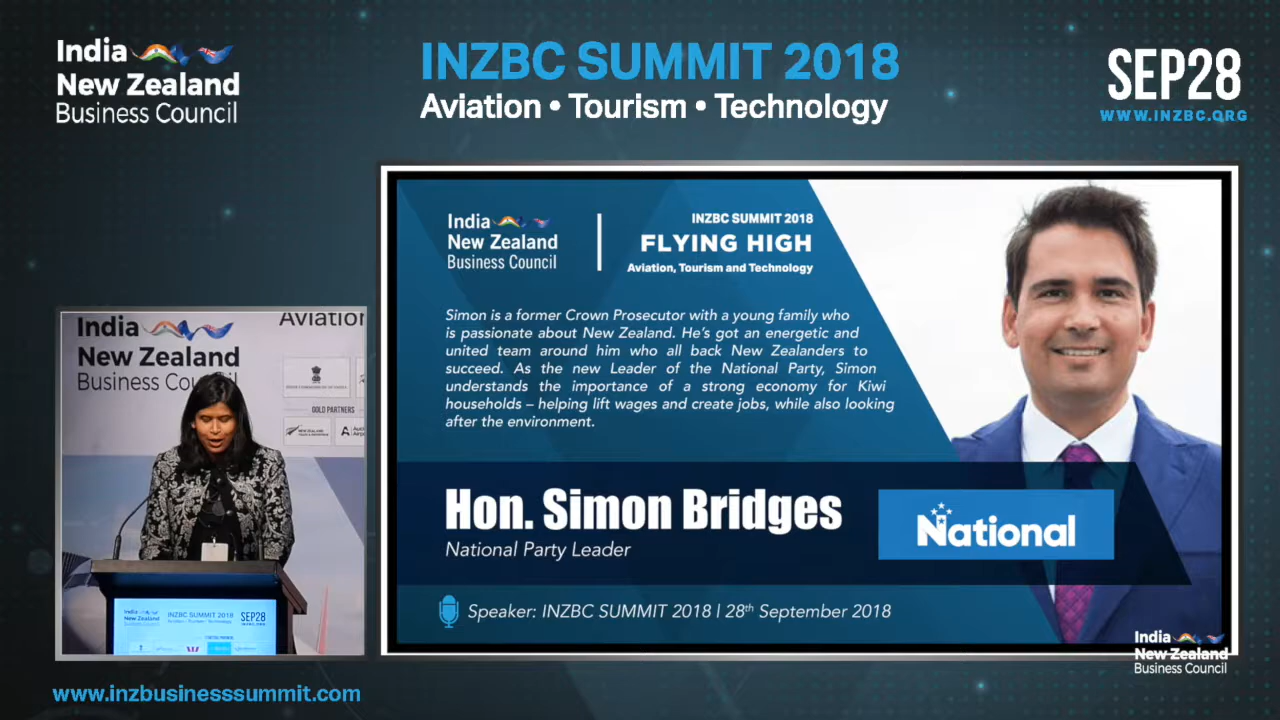 India
New Zealand
Business Council
INZBC SUMMIT 2018
Aviation • Tourism • Technology
SEP28
WWW.INZBC.ORG
India
New Zealand
Business Council
INZBC SUMMIT 2018
FLYING HIGH
Aviation, Tourism and Technology
Simon is a former Crown Prosecutor with a young family who
is passionate about New Zealand. He's got an energetic and
united team around him who all back New Zealanders to
succeed. As the new Leader of the National Party, Simon
understands the importance of a strong economy for Kiwi
households – helping lift wages and create jobs, while also looking
after the environment.
Hon. Simon Bridges
National Party Leader
National
Speaker: INZBC SUMMIT 2018 | 28th September 2018
India
New Zealand
Business Council
India
New Zealand
Business Council
Aviation
GOLD PARTNERS
INZBC SUMMIT 2018
Aviation • Tourism • Technology
SEP28
India
New Zealand
www.inzbusinesssummit.com